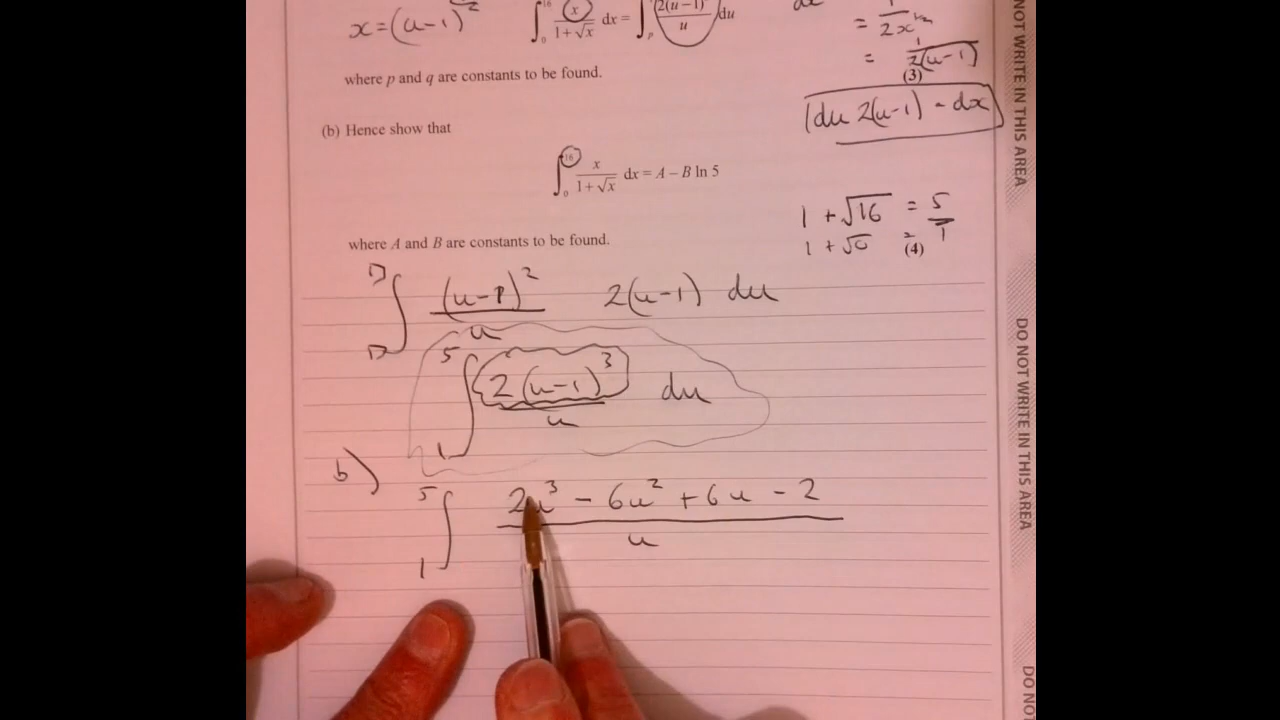 x = (u-1)²
∫₀¹⁶ x/(1+√x) dx = ∫ₚ 2(u-1)/u du
= 1/(2x^½)
= 1/(2(u-1))
(3)
where p and q are constants to be found.
du 2(u-1) = dx
(b) Hence show that
∫₀¹⁶ x/(1+√x) dx = A – B ln 5
1 + √16 = 5
1 + √0 = 1
(4)
where A and B are constants to be found.
∫ (u-1)²/u 2(u-1) du
∫₁⁵ 2(u-1)³/u du
b)
∫₁⁵ (2u³ - 6u² + 6u - 2)/u
NOT WRITE IN THIS AREA
DO NOT WRITE IN THIS AREA
DO NOT